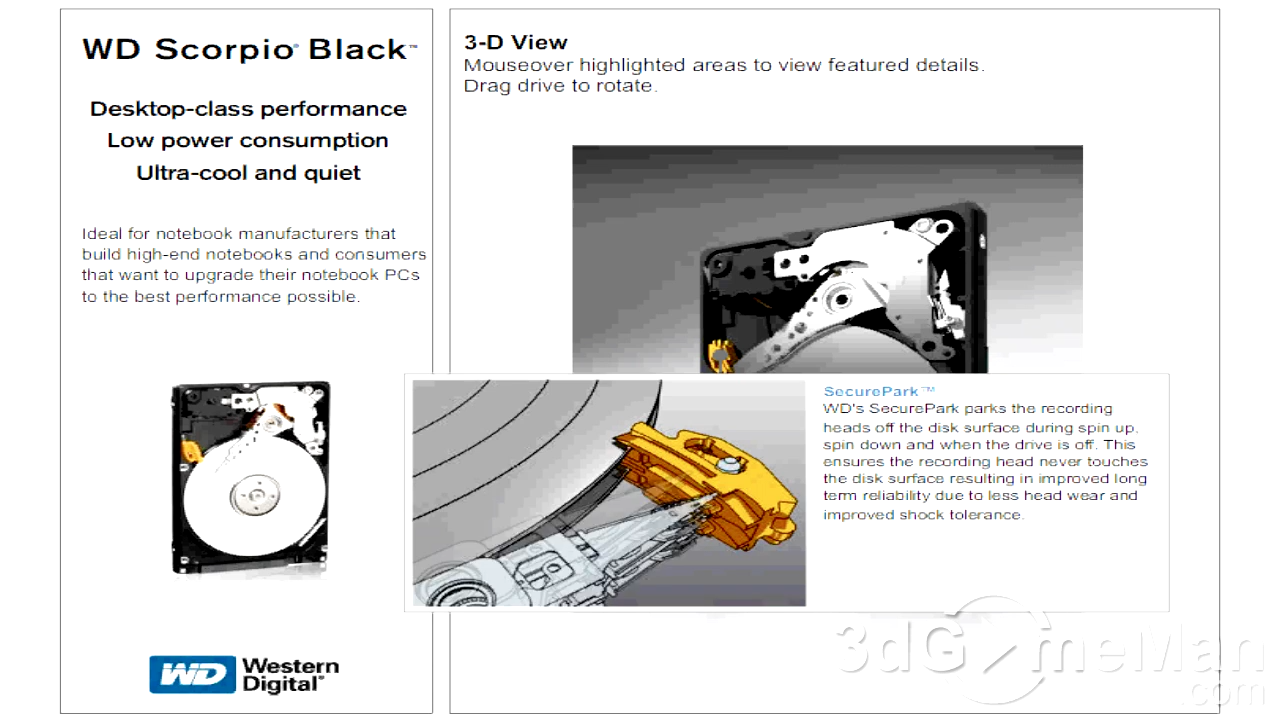 WD Scorpio® Black™
Desktop-class performance
Low power consumption
Ultra-cool and quiet
Ideal for notebook manufacturers that
build high-end notebooks and consumers
that want to upgrade their notebook PCs
to the best performance possible.
WD Western
Digital®
3-D View
Mouseover highlighted areas to view featured details.
Drag drive to rotate.
SecurePark™
WD's SecurePark parks the recording
heads off the disk surface during spin up,
spin down and when the drive is off. This
ensures the recording head never touches
the disk surface resulting in improved long
term reliability due to less head wear and
improved shock tolerance.
3dGameMan
.com